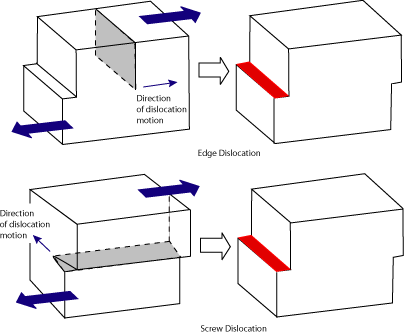 Direction
of dislocation
motion
Edge Dislocation
Direction
of dislocation
motion
Screw Dislocation